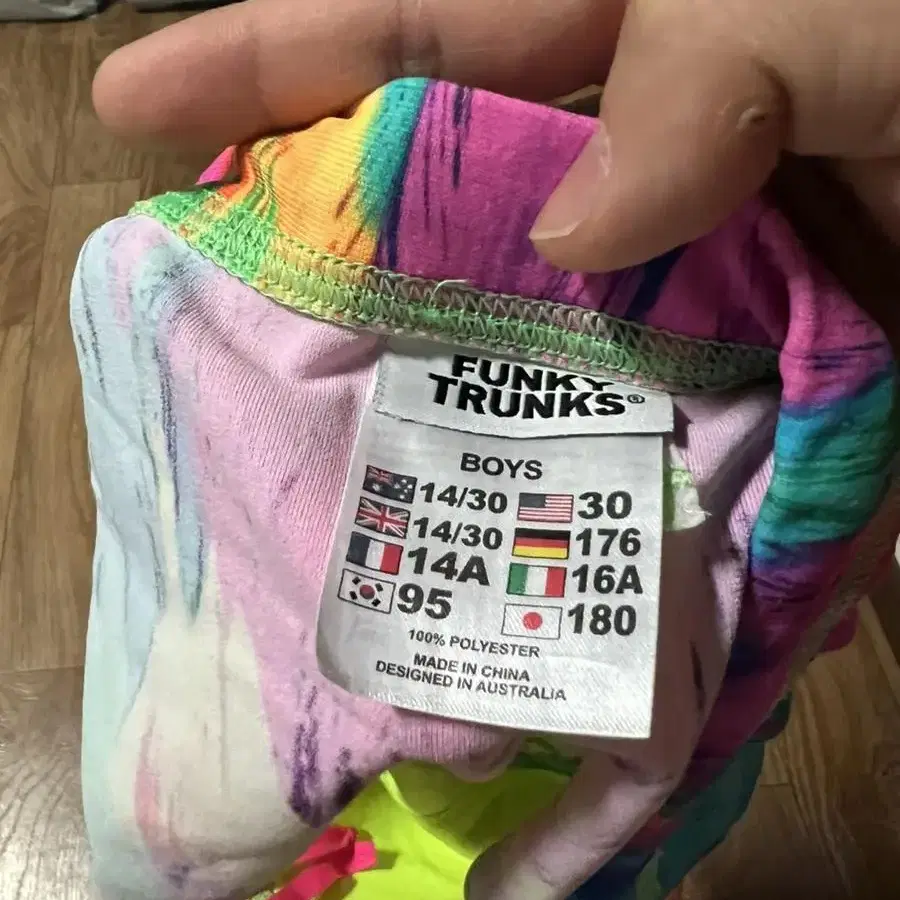 FUNKY
TRUNKS®
BOYS
14/30 30
14/30 176
14A 16A
95 180
100% POLYESTER
MADE IN CHINA
DESIGNED IN AUSTRALIA